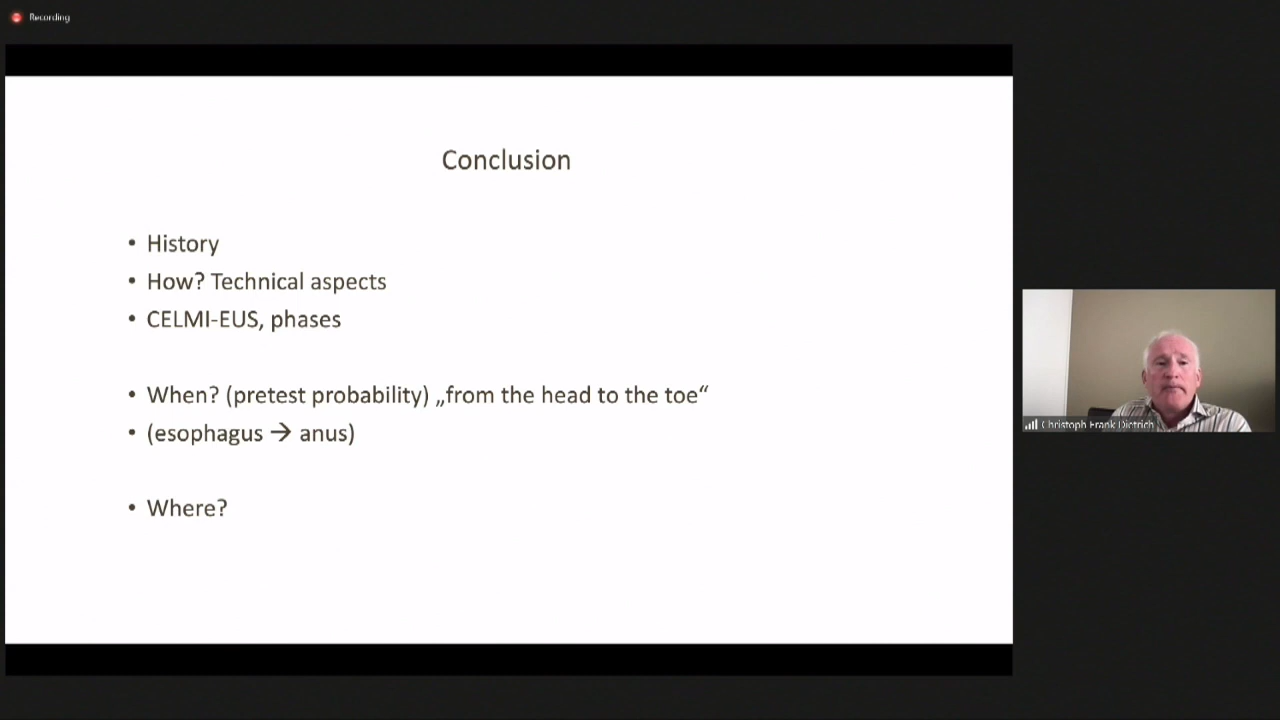 Recording
Conclusion
• History
• How? Technical aspects
• CELMI-EUS, phases
• When? (pretest probability) „from the head to the toe“
• (esophagus → anus)
• Where?
Christoph Frank Dietrich